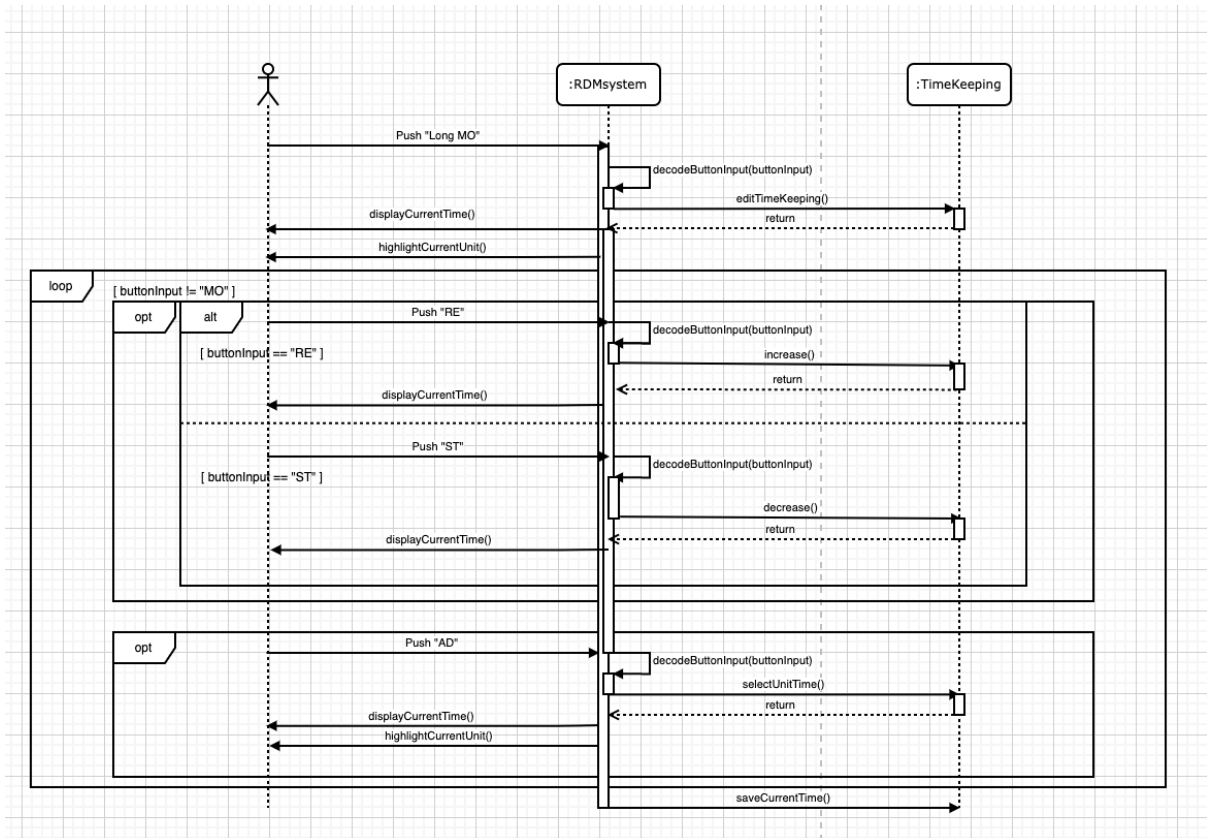 :RDMsystem
:TimeKeeping
Push "Long MO"
decodeButtonInput(buttonInput)
editTimeKeeping()
displayCurrentTime()
return
highlightCurrentUnit()
loop
[ buttonInput != "MO" ]
opt
alt
Push "RE"
decodeButtonInput(buttonInput)
[ buttonInput == "RE" ]
increase()
return
displayCurrentTime()
Push "ST"
decodeButtonInput(buttonInput)
[ buttonInput == "ST" ]
decrease()
return
displayCurrentTime()
opt
Push "AD"
decodeButtonInput(buttonInput)
selectUnitTime()
return
displayCurrentTime()
highlightCurrentUnit()
saveCurrentTime()